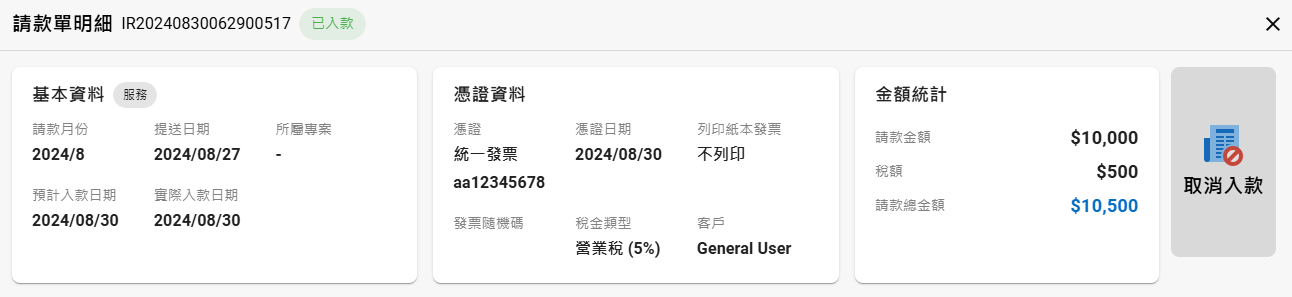 請款單明細 IR20240830062900517 已入款
基本資料 服務
請款月份 提送日期 所屬專案
2024/8 2024/08/27 -
預計入款日期 實際入款日期
2024/08/30 2024/08/30
憑證資料
憑證 憑證日期 列印紙本發票
統一發票 2024/08/30 不列印
aa12345678
發票隨機碼 稅金類型 客戶
營業稅 (5%) General User
金額統計
請款金額 $10,000
稅額 $500
請款總金額 $10,500
取消入款